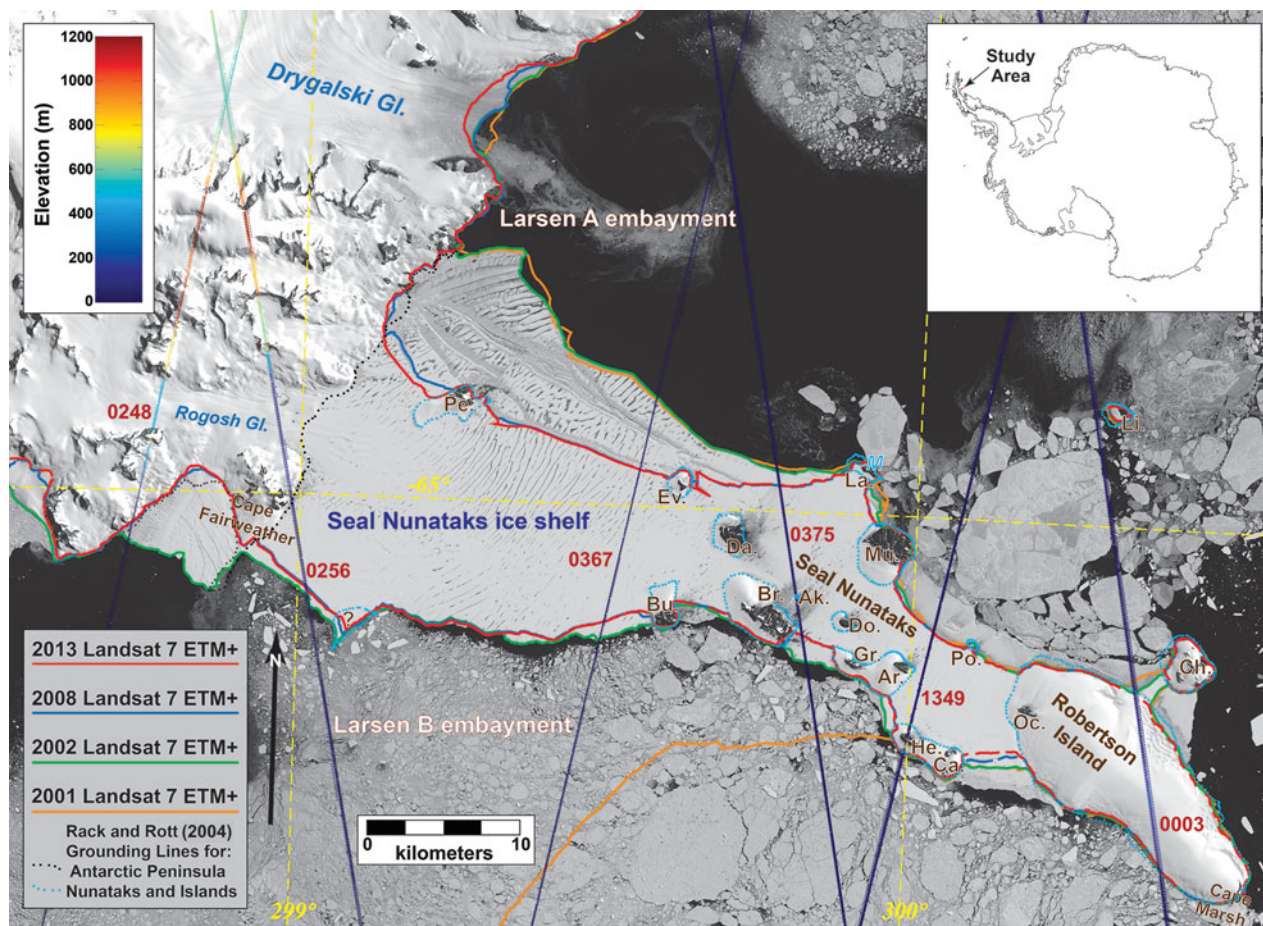 1200
1000
800
600
400
200
0
Elevation (m)
Drygalski Gl.
Study
Area
Larsen A embayment
0248
Rogosh Gl.
Pc.
Li.
M
La.
Ev.
-65°
Cape
Fairweather
Seal Nunataks ice shelf
0367
Da.
0375
Mu.
0256
?
Bu.
Br.
Ak.
Seal Nunataks
Do.
Gr.
Ar.
Po.
Ch.
1349
Oc.
Robertson
Island
He.
Ca
Larsen B embayment
0003
Cape
Marsh
2013 Landsat 7 ETM+
2008 Landsat 7 ETM+
2002 Landsat 7 ETM+
2001 Landsat 7 ETM+
Rack and Rott (2004)
Grounding Lines for:
Antarctic Peninsula
Nunataks and Islands
N
0 10
kilometers
299°
300°